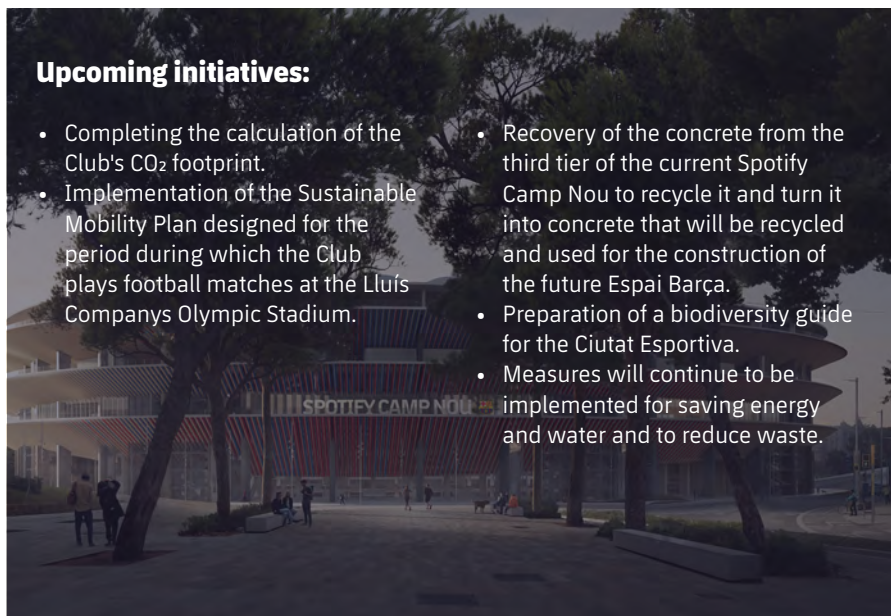 Upcoming initiatives:
• Completing the calculation of the
Club's CO₂ footprint.
• Implementation of the Sustainable
Mobility Plan designed for the
period during which the Club
plays football matches at the Lluís
Companys Olympic Stadium.
• Recovery of the concrete from the
third tier of the current Spotify
Camp Nou to recycle it and turn it
into concrete that will be recycled
and used for the construction of
the future Espai Barça.
• Preparation of a biodiversity guide
for the Ciutat Esportiva.
• Measures will continue to be
implemented for saving energy
and water and to reduce waste.
SPOTIFY CAMP NOU